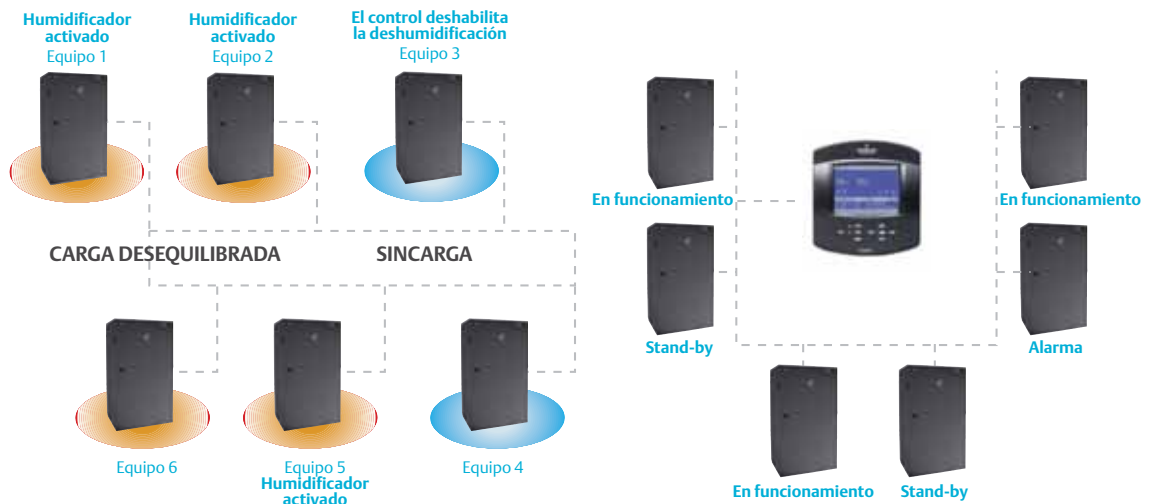 Humidificador
activado
Equipo 1
Humidificador
activado
Equipo 2
El control deshabilita
la deshumidificación
Equipo 3
CARGA DESEQUILIBRADA
SINCARGA
Equipo 6
Equipo 5
Humidificador
activado
Equipo 4
En funcionamiento
En funcionamiento
Stand-by
Alarma
En funcionamiento
Stand-by